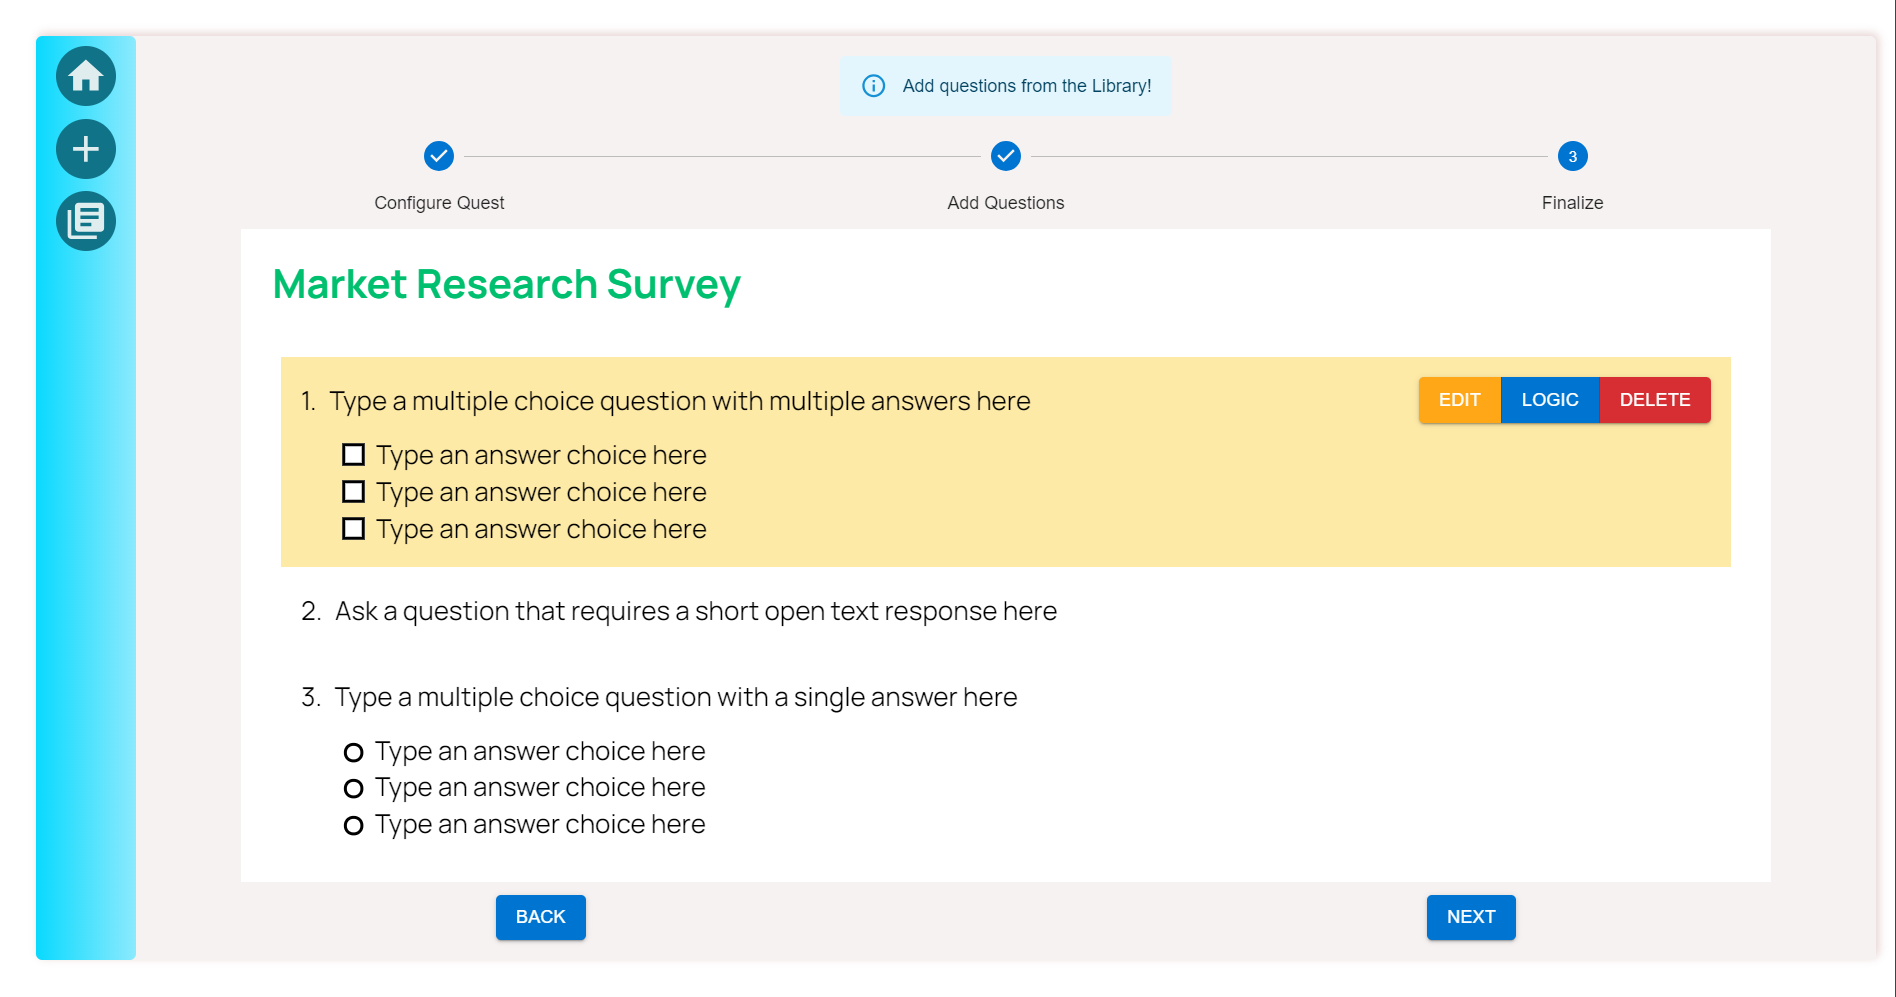 Add questions from the Library!
3
Configure Quest
Add Questions
Finalize
Market Research Survey
1. Type a multiple choice question with multiple answers here
EDIT LOGIC DELETE
Type an answer choice here
Type an answer choice here
Type an answer choice here
2. Ask a question that requires a short open text response here
3. Type a multiple choice question with a single answer here
Type an answer choice here
Type an answer choice here
Type an answer choice here
BACK
NEXT